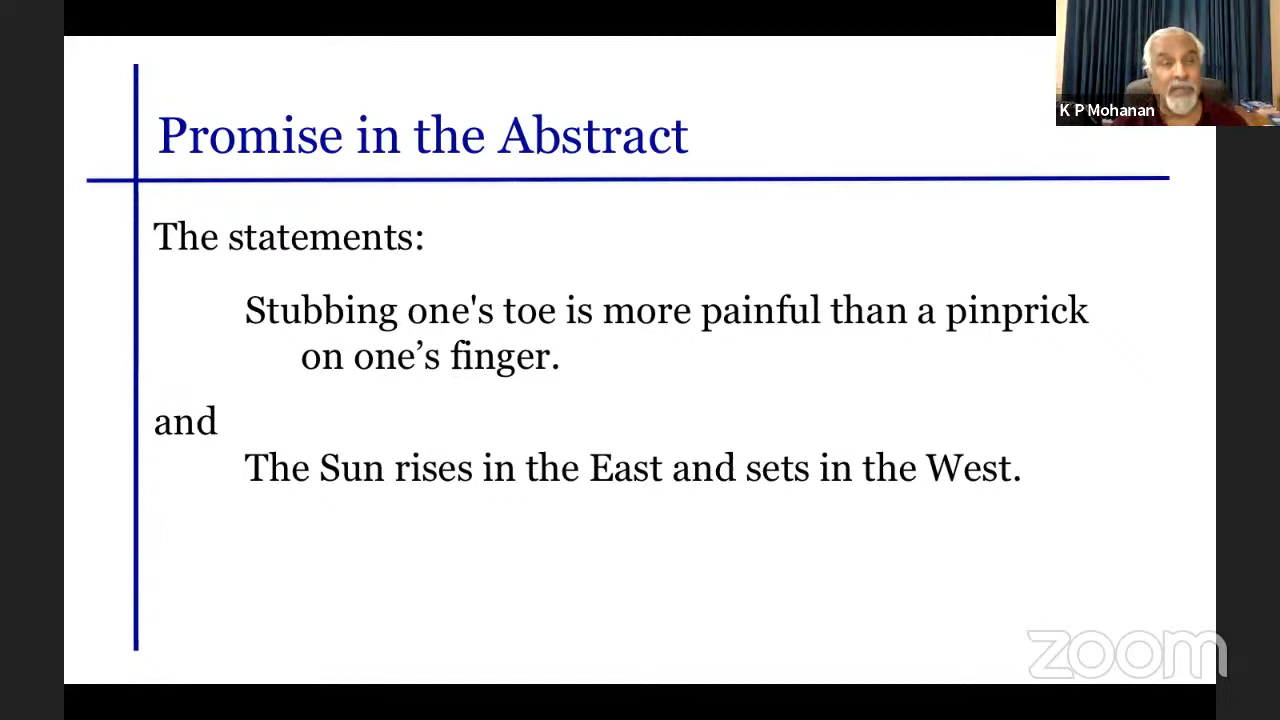 K P Mohanan
Promise in the Abstract
The statements:
Stubbing one's toe is more painful than a pinprick
on one’s finger.
and
The Sun rises in the East and sets in the West.
zoom